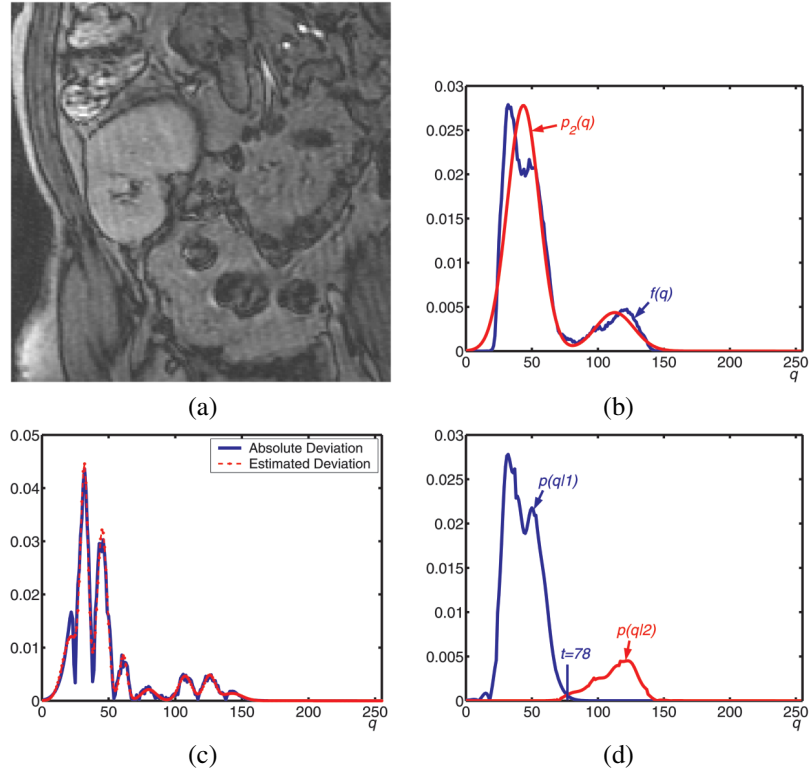 (a)
0.03
0.025
0.02
0.015
0.01
0.005
0
0 50 100 150 200 250
q
p₂(q)
f(q)
(b)
0.05
0.04
0.03
0.02
0.01
0
0 50 100 150 200 250
q
Absolute Deviation
Estimated Deviation
(c)
0.03
0.025
0.02
0.015
0.01
0.005
0
0 50 100 150 200 250
q
p(q|1)
t=78
p(q|2)
(d)